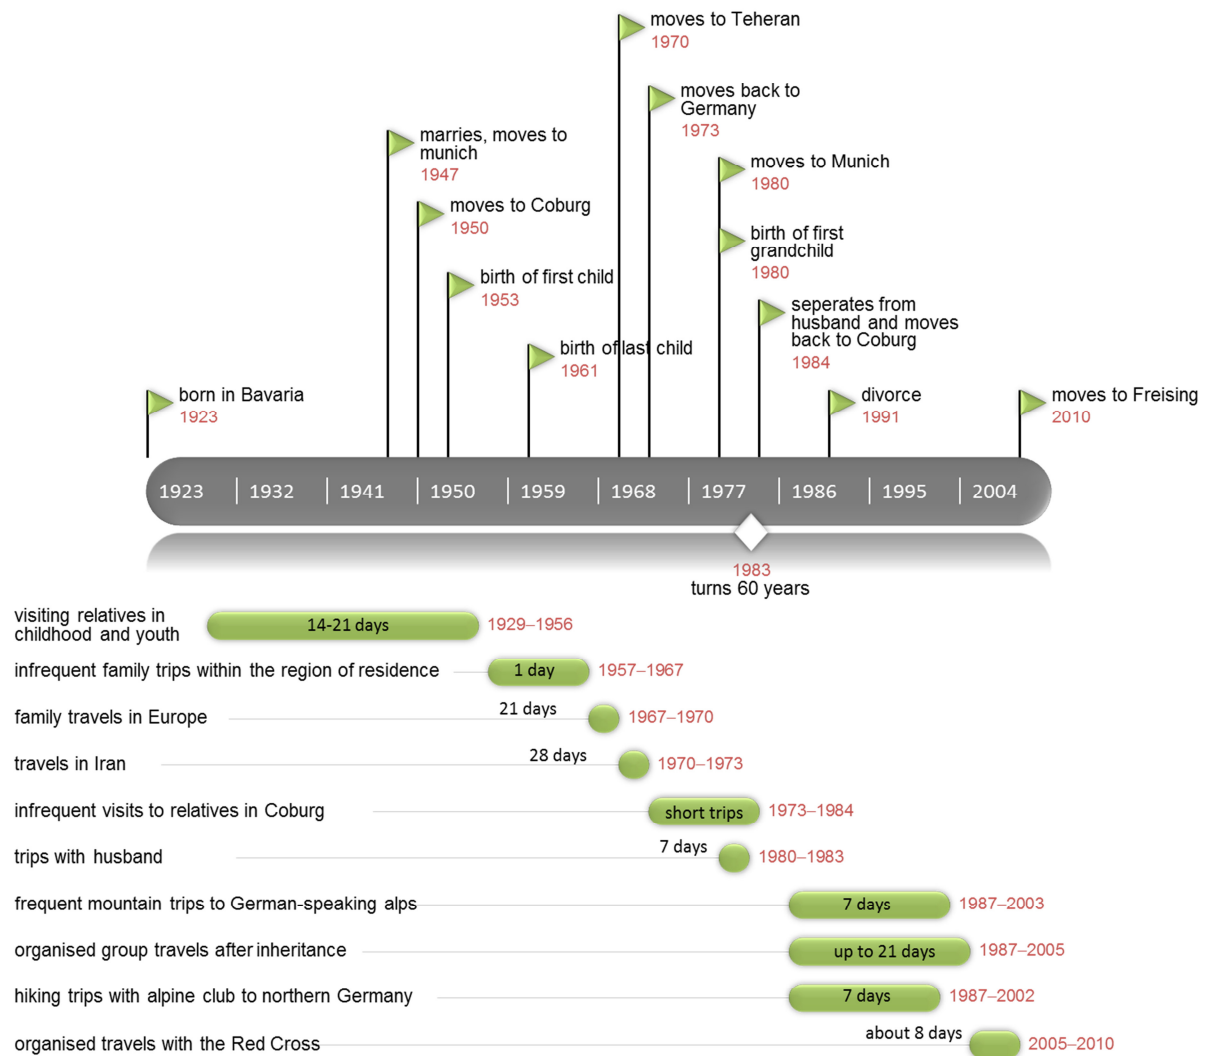 moves to Teheran
1970
moves back to
Germany
1973
marries, moves to
munich
1947
moves to Munich
1980
moves to Coburg
1950
birth of first
grandchild
1980
birth of first child
1953
seperates from
husband and moves
back to Coburg
1984
birth of last child
1961
born in Bavaria
1923
divorce
1991
moves to Freising
2010
1923 1932 1941 1950 1959 1968 1977 1986 1995 2004
1983
turns 60 years
visiting relatives in
childhood and youth
14-21 days
1929–1956
infrequent family trips within the region of residence
1 day
1957–1967
family travels in Europe
21 days
1967–1970
travels in Iran
28 days
1970–1973
infrequent visits to relatives in Coburg
short trips
1973–1984
trips with husband
7 days
1980–1983
frequent mountain trips to German-speaking alps
7 days
1987–2003
organised group travels after inheritance
up to 21 days
1987–2005
hiking trips with alpine club to northern Germany
7 days
1987–2002
organised travels with the Red Cross
about 8 days
2005–2010